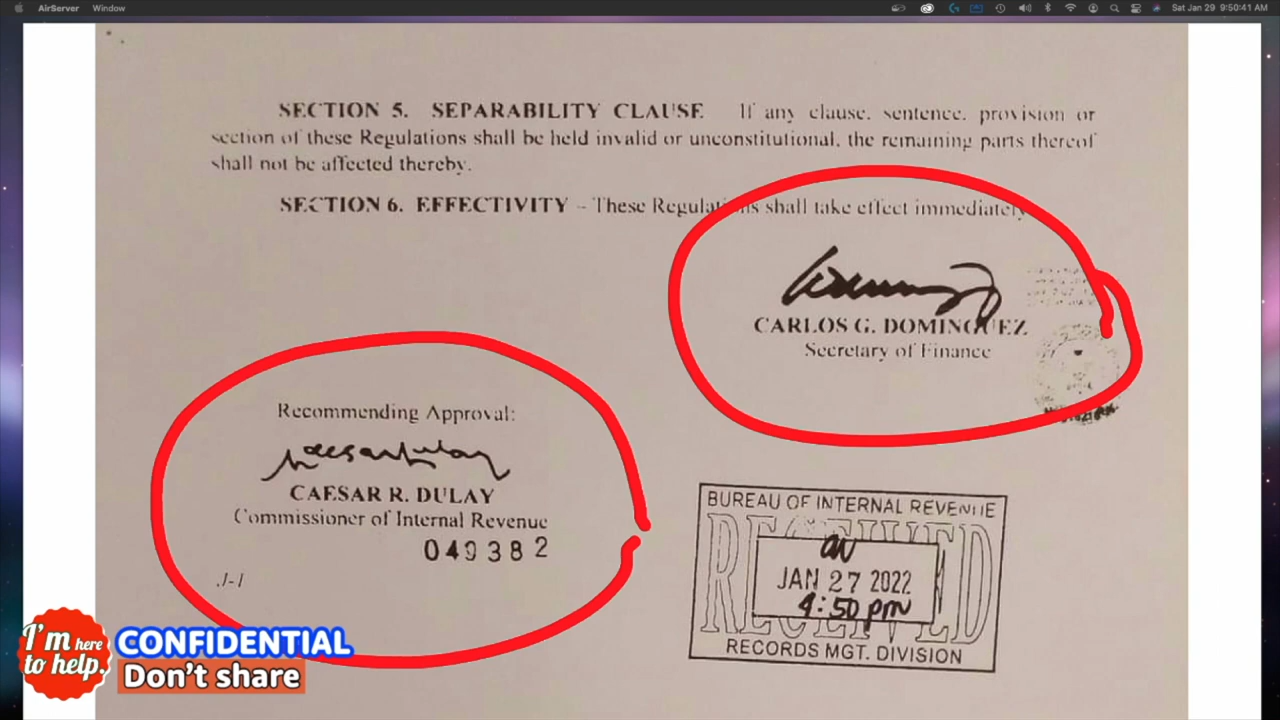 AirServer Window Sat Jan 29 9:50:41 AM
SECTION 5. SEPARABILITY CLAUSE If any clause, sentence, provision or
section of these Regulations shall be held invalid or unconstitutional, the remaining parts thereof
shall not be affected thereby.
SECTION 6. EFFECTIVITY – These Regulations shall take effect immediately
CARLOS G. DOMINGUEZ
Secretary of Finance
Recommending Approval:
CAESAR R. DULAY
Commissioner of Internal Revenue
049382
J-1
BUREAU OF INTERNAL REVENUE
RECEIVED
JAN 27 2022
4:50 pm
RECORDS MGT. DIVISION
I'm here
to help.
CONFIDENTIAL
Don't share